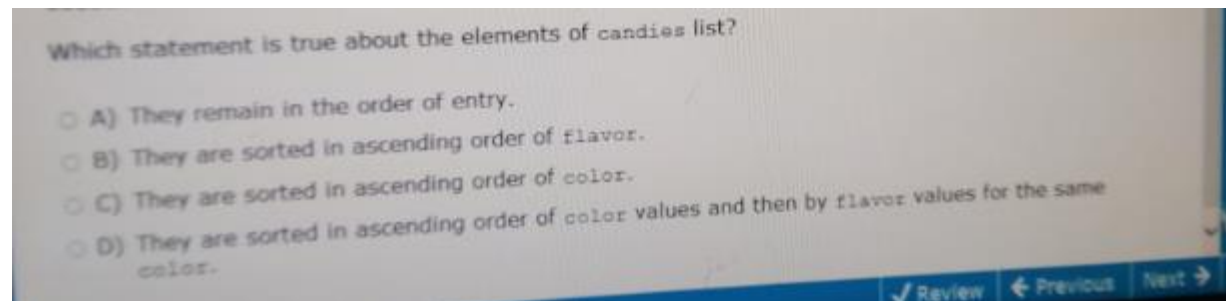 Which statement is true about the elements of candies list?
A) They remain in the order of entry.
B) They are sorted in ascending order of flavor.
C) They are sorted in ascending order of color.
D) They are sorted in ascending order of color values and then by flavor values for the same
color.
✓ Review ← Previous Next →